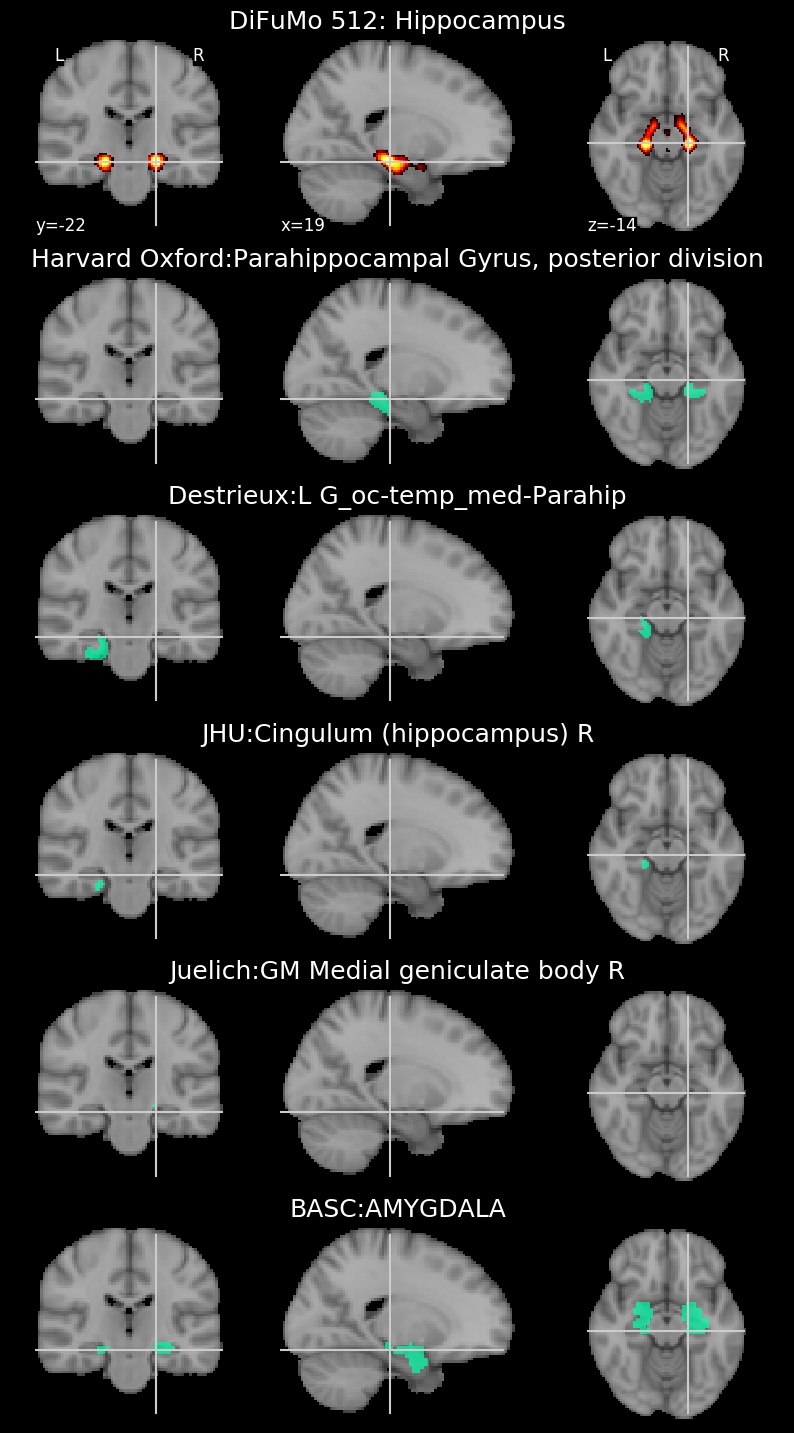 DiFuMo 512: Hippocampus
L R L R
y=-22 x=19 z=-14
Harvard Oxford:Parahippocampal Gyrus, posterior division
Destrieux:L G_oc-temp_med-Parahip
JHU:Cingulum (hippocampus) R
Juelich:GM Medial geniculate body R
BASC:AMYGDALA